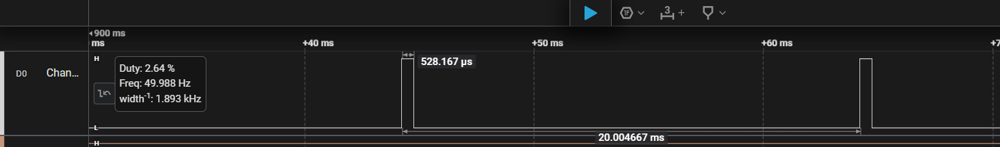 1F
3 +
900 ms
ms
+40 ms
+50 ms
+60 ms
+7
D0 Chan...
H
Duty: 2.64 %
Freq: 49.988 Hz
width-1: 1.893 kHz
528.167 µs
L
20.004667 ms
H